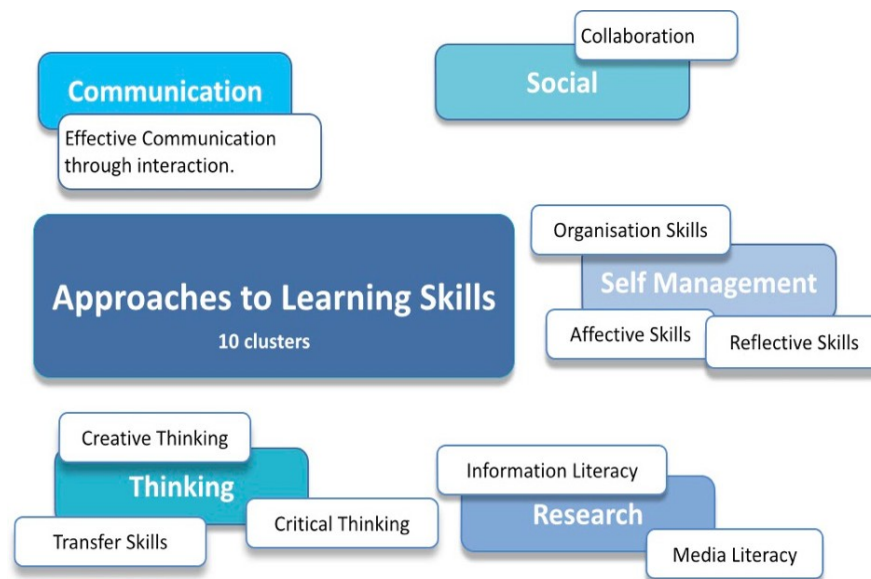 Collaboration
Communication
Social
Effective Communication
through interaction.
Organisation Skills
Approaches to Learning Skills
10 clusters
Self Management
Affective Skills
Reflective Skills
Creative Thinking
Information Literacy
Thinking
Research
Critical Thinking
Transfer Skills
Media Literacy